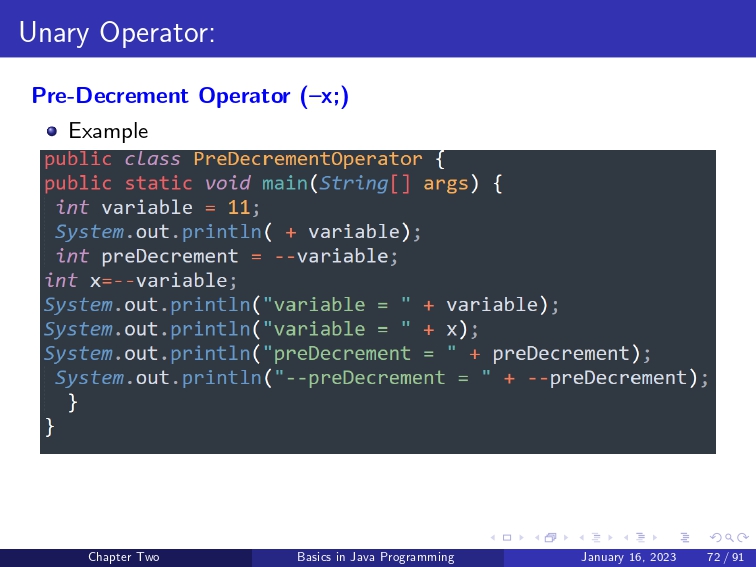 Unary Operator:
Pre-Decrement Operator (–x;)
Example
public class PreDecrementOperator {
public static void main(String[] args) {
int variable = 11;
System.out.println( + variable);
int preDecrement = --variable;
int x=--variable;
System.out.println("variable = " + variable);
System.out.println("variable = " + x);
System.out.println("preDecrement = " + preDecrement);
System.out.println("--preDecrement = " + --preDecrement);
}
}
Chapter Two Basics in Java Programming January 16, 2023 72 / 91